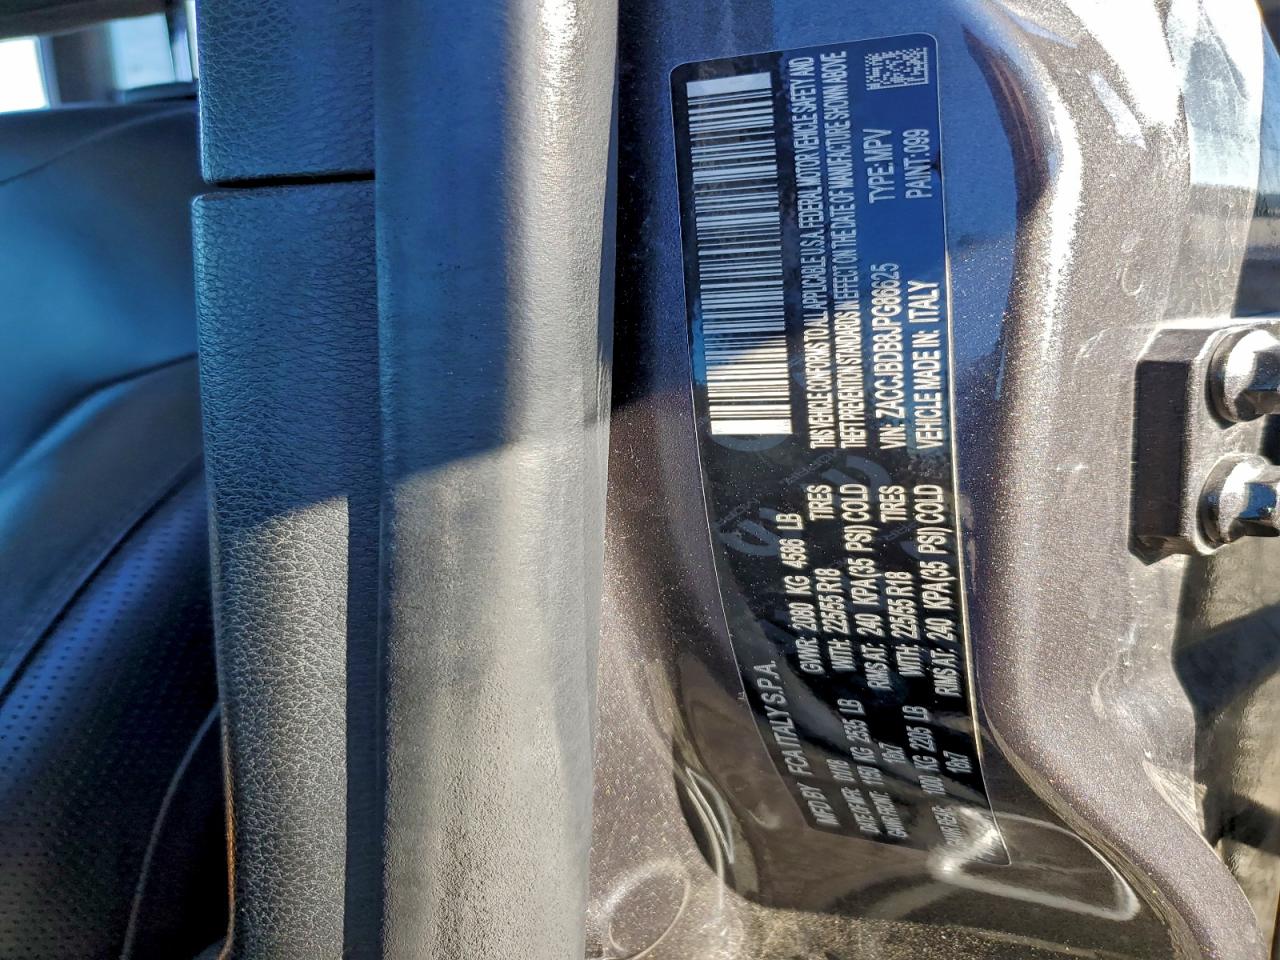 MFD BY FCA ITALY S.P.A.
DATE OF MFR: 10/18 GVWR: 2080 KG 4586 LB
GAWR FRONT: 1150 KG 2535 LB WITH: 225/55 R18 TIRES
18x7 RIMS AT: 240 KPA(35 PSI) COLD
GAWR REAR: 1000 KG 2205 LB WITH: 225/55 R18 TIRES
18x7 RIMS AT: 240 KPA(35 PSI) COLD
THIS VEHICLE CONFORMS TO ALL APPLICABLE U.S.A. FEDERAL MOTOR VEHICLE SAFETY AND
THEFT PREVENTION STANDARDS IN EFFECT ON THE DATE OF MANUFACTURE SHOWN ABOVE
VIN: ZACCJBDB8JPG86625 TYPE: MPV
VEHICLE MADE IN: ITALY PAINT: 099